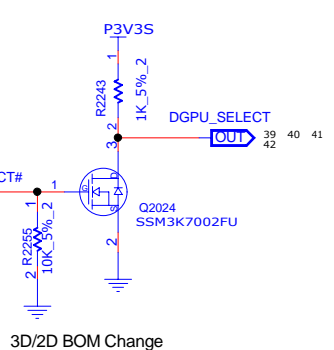 P3V3S
1
R2243
1K_5%_2
2
DGPU_SELECT
OUT
39 40 41
42
3
CT#
1
G
D
S
Q2024
SSM3K7002FU
1
R2255
10K_5%_2
2
2
3D/2D BOM Change